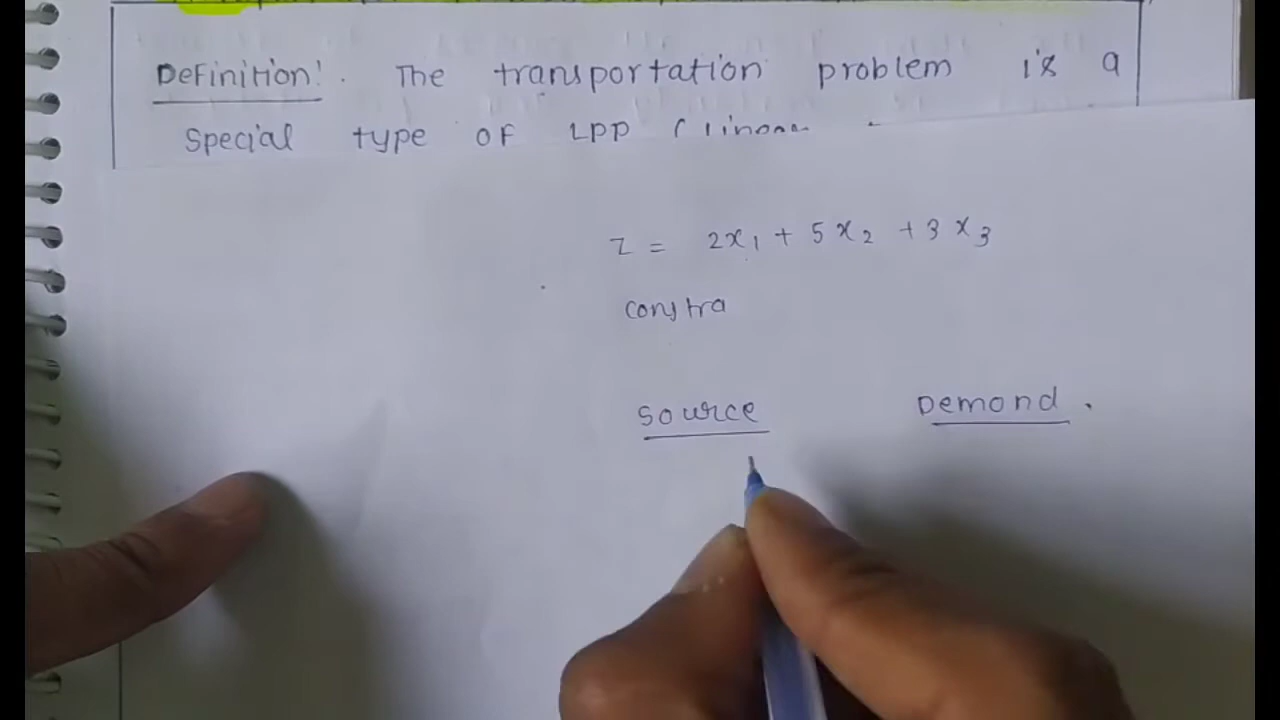 Definition! . The transportation problem is a
Special type of LPP (
Z = 2x1 + 5x2 + 3x3
constra
source Demond .